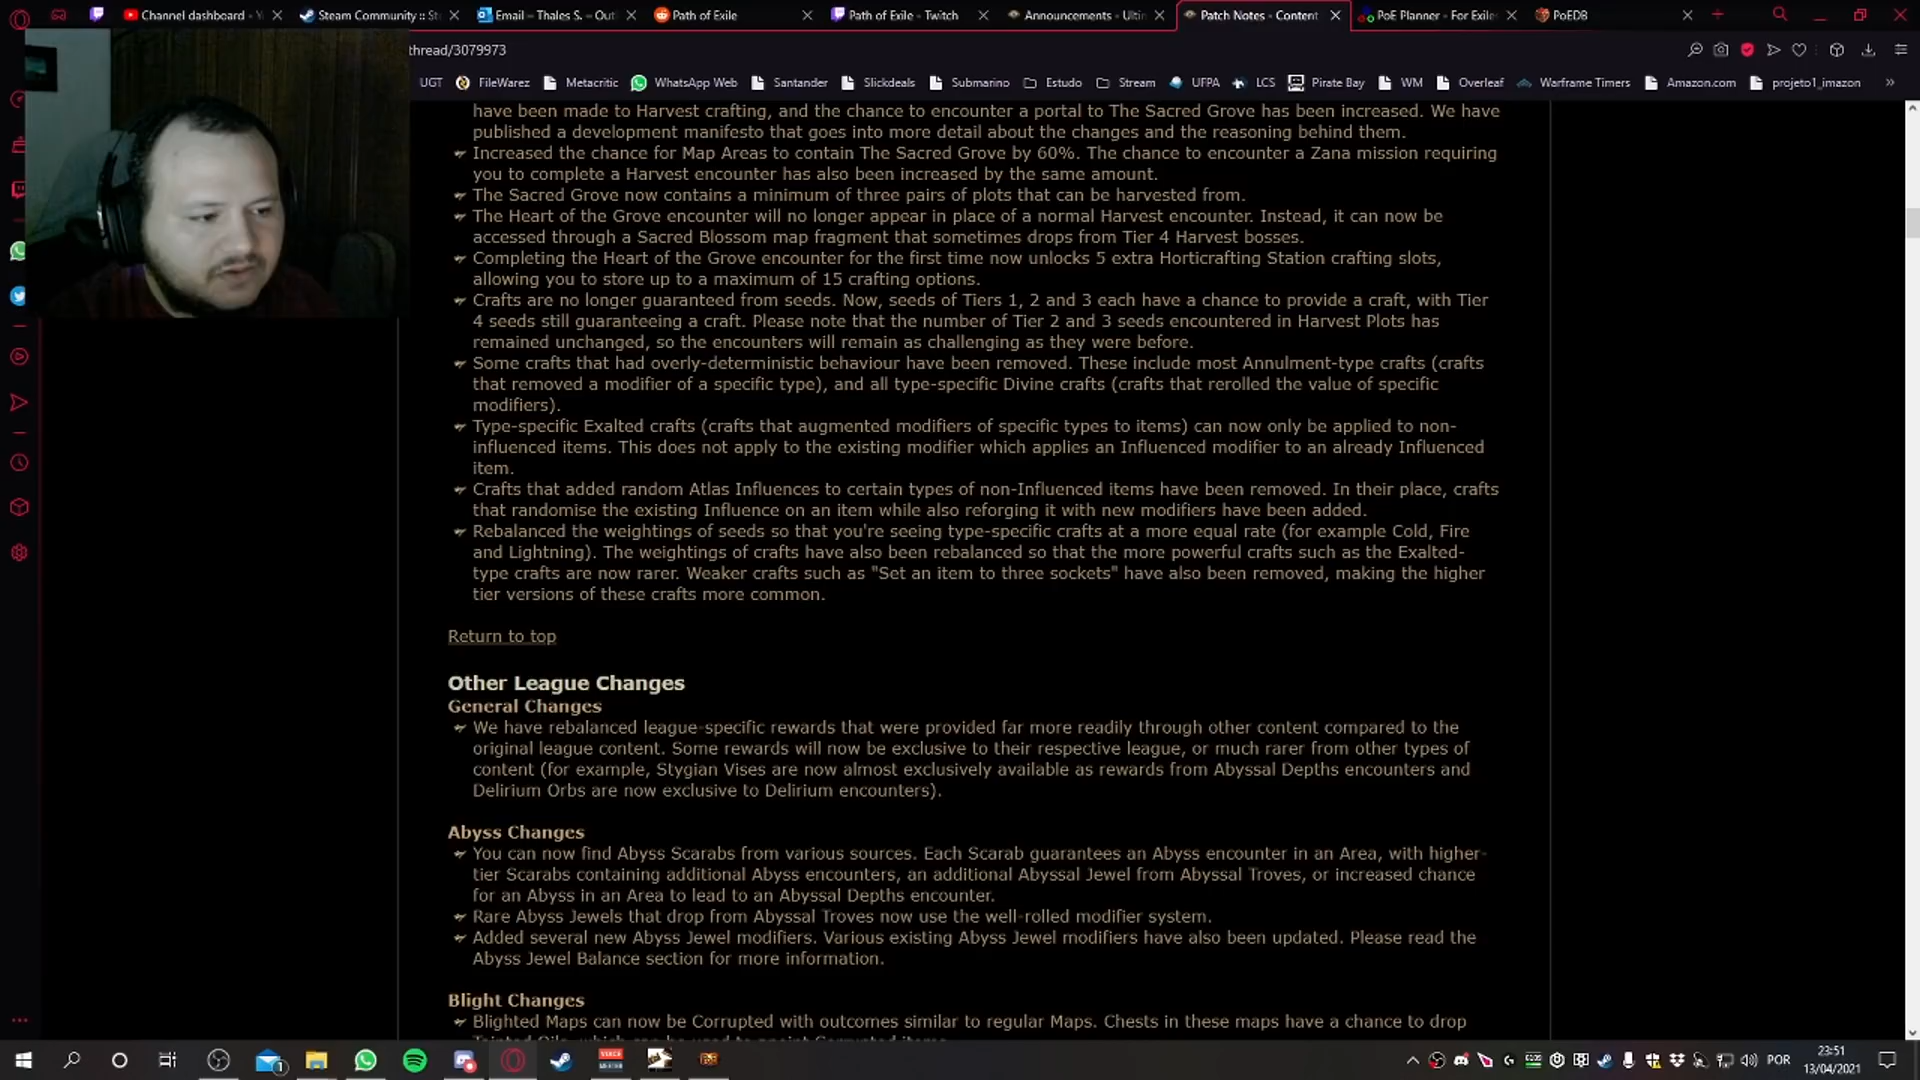 Channel dashboard - Y
Steam Community :: St
Email – Thales S. – Out
Path of Exile
Path of Exile - Twitch
Announcements - Ulti
Patch Notes - Content
PoE Planner - For Exile
PoEDB
thread/3079973
UGT
FileWarez
Metacritic
WhatsApp Web
Santander
Slickdeals
Submarino
Estudo
Stream
UFPA
LCS
Pirate Bay
WM
Overleaf
Warframe Timers
Amazon.com
projeto1_imazon
have been made to Harvest crafting, and the chance to encounter a portal to The Sacred Grove has been increased. We have
published a development manifesto that goes into more detail about the changes and the reasoning behind them.
Increased the chance for Map Areas to contain The Sacred Grove by 60%. The chance to encounter a Zana mission requiring
you to complete a Harvest encounter has also been increased by the same amount.
The Sacred Grove now contains a minimum of three pairs of plots that can be harvested from.
The Heart of the Grove encounter will no longer appear in place of a normal Harvest encounter. Instead, it can now be
accessed through a Sacred Blossom map fragment that sometimes drops from Tier 4 Harvest bosses.
Completing the Heart of the Grove encounter for the first time now unlocks 5 extra Horticrafting Station crafting slots,
allowing you to store up to a maximum of 15 crafting options.
Crafts are no longer guaranteed from seeds. Now, seeds of Tiers 1, 2 and 3 each have a chance to provide a craft, with Tier
4 seeds still guaranteeing a craft. Please note that the number of Tier 2 and 3 seeds encountered in Harvest Plots has
remained unchanged, so the encounters will remain as challenging as they were before.
Some crafts that had overly-deterministic behaviour have been removed. These include most Annulment-type crafts (crafts
that removed a modifier of a specific type), and all type-specific Divine crafts (crafts that rerolled the value of specific
modifiers).
Type-specific Exalted crafts (crafts that augmented modifiers of specific types to items) can now only be applied to non-
influenced items. This does not apply to the existing modifier which applies an Influenced modifier to an already Influenced
item.
Crafts that added random Atlas Influences to certain types of non-Influenced items have been removed. In their place, crafts
that randomise the existing Influence on an item while also reforging it with new modifiers have been added.
Rebalanced the weightings of seeds so that you're seeing type-specific crafts at a more equal rate (for example Cold, Fire
and Lightning). The weightings of crafts have also been rebalanced so that the more powerful crafts such as the Exalted-
type crafts are now rarer. Weaker crafts such as "Set an item to three sockets" have also been removed, making the higher
tier versions of these crafts more common.
Return to top
Other League Changes
General Changes
We have rebalanced league-specific rewards that were provided far more readily through other content compared to the
original league content. Some rewards will now be exclusive to their respective league, or much rarer from other types of
content (for example, Stygian Vises are now almost exclusively available as rewards from Abyssal Depths encounters and
Delirium Orbs are now exclusive to Delirium encounters).
Abyss Changes
You can now find Abyss Scarabs from various sources. Each Scarab guarantees an Abyss encounter in an Area, with higher-
tier Scarabs containing additional Abyss encounters, an additional Abyssal Jewel from Abyssal Troves, or increased chance
for an Abyss in an Area to lead to an Abyssal Depths encounter.
Rare Abyss Jewels that drop from Abyssal Troves now use the well-rolled modifier system.
Added several new Abyss Jewel modifiers. Various existing Abyss Jewel modifiers have also been updated. Please read the
Abyss Jewel Balance section for more information.
Blight Changes
Blighted Maps can now be Corrupted with outcomes similar to regular Maps. Chests in these maps have a chance to drop
POR
23:51
13/04/2021